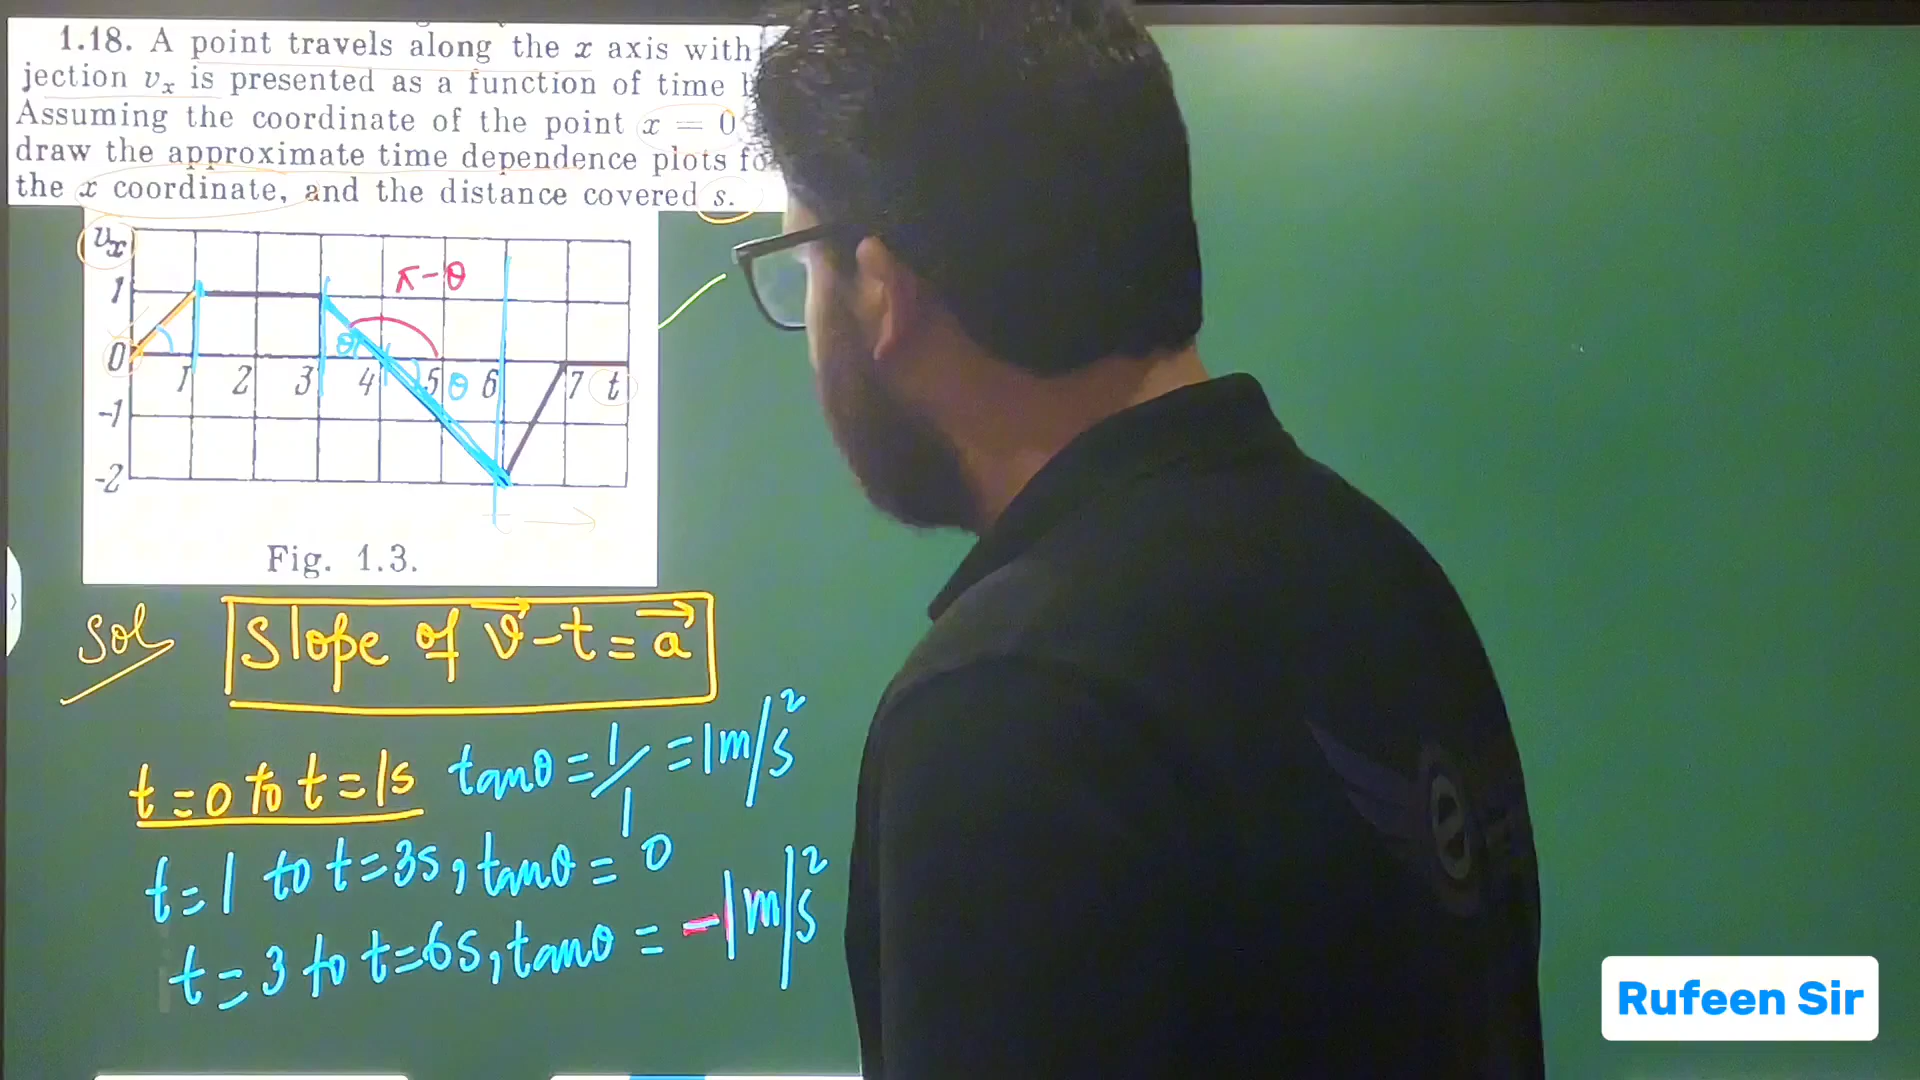 1.18. A point travels along the x axis with
jection vx is presented as a function of time
Assuming the coordinate of the point x = 0
draw the approximate time dependence plots
the x coordinate, and the distance covered s.
vx
π-θ
1
0
θ
1 2 3 4 5 θ 6 7 t
-1
-2
Fig. 1.3.
Sol
Slope of v⃗-t = a⃗
t=0 to t=1s tanθ = 1/1 = 1m/s²
t=1 to t=3s, tanθ = 0
t=3 to t=6s, tanθ = -1m/s²
Rufeen Sir